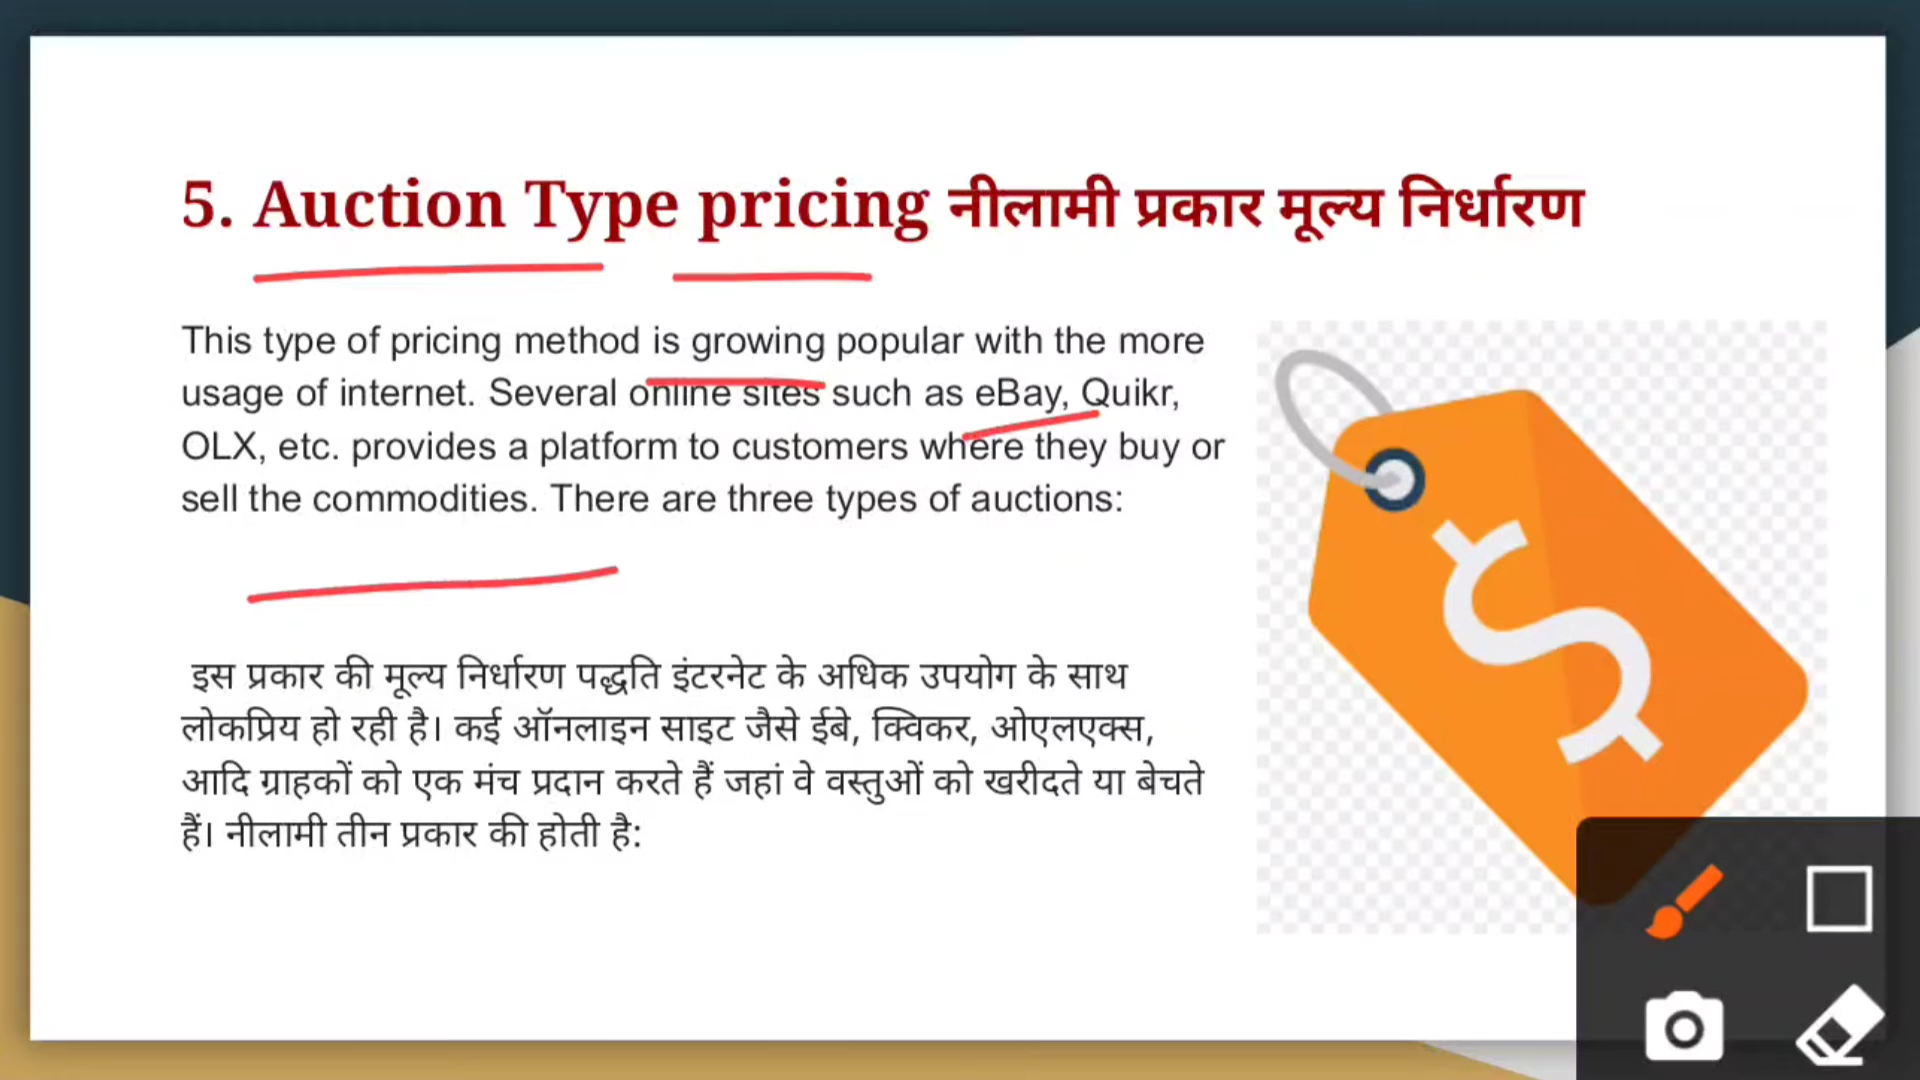 5. Auction Type pricing नीलामी प्रकार मूल्य निर्धारण
This type of pricing method is growing popular with the more
usage of internet. Several online sites such as eBay, Quikr,
OLX, etc. provides a platform to customers where they buy or
sell the commodities. There are three types of auctions:
इस प्रकार की मूल्य निर्धारण पद्धति इंटरनेट के अधिक उपयोग के साथ
लोकप्रिय हो रही है। कई ऑनलाइन साइट जैसे ईबे, क्विकर, ओएलएक्स,
आदि ग्राहकों को एक मंच प्रदान करते हैं जहां वे वस्तुओं को खरीदते या बेचते
हैं। नीलामी तीन प्रकार की होती है: